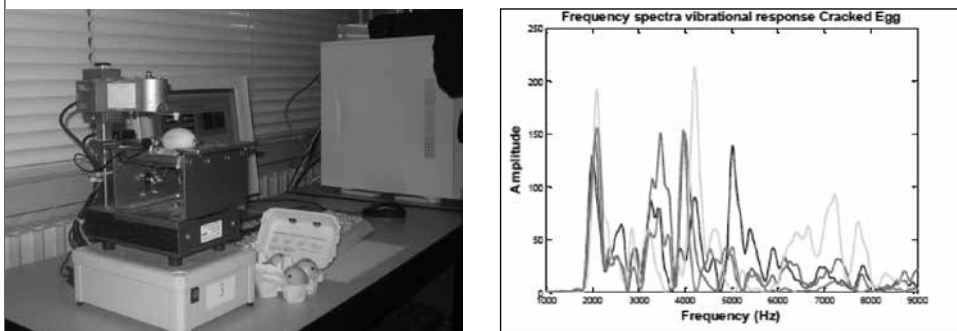 Frequency spectra vibrational response Cracked Egg
250
200
150
100
50
0
Amplitude
1000 2000 3000 4000 5000 6000 7000 8000 9000
Frequency (Hz)